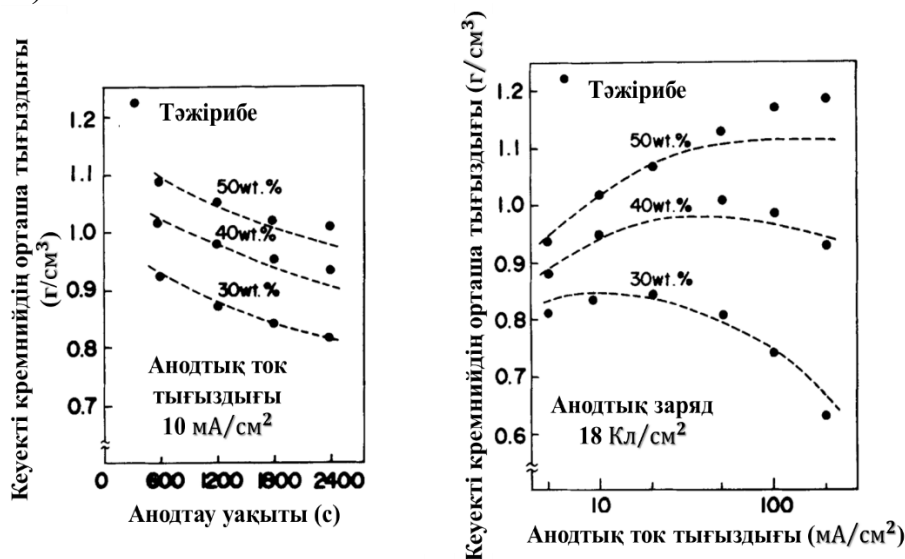 Кеуекті кремнийдің орташа тығыздығы
(г/см³)
1.2
1.1
1.0
0.9
0.8
0.7
Тәжірибе
50wt.%
40wt.%
30wt.%
Анодтық ток
тығыздығы
10 мА/см²
0 600 1200 1800 2400
Анодтау уақыты (с)
Кеуекті кремнийдің орташа тығыздығы (г/см³)
1.2
1.1
1.0
0.9
0.8
0.7
0.6
Тәжірибе
50wt.%
40wt.%
30wt.%
Анодтық заряд
18 Кл/см²
10 100
Анодтық ток тығыздығы (мА/см²)